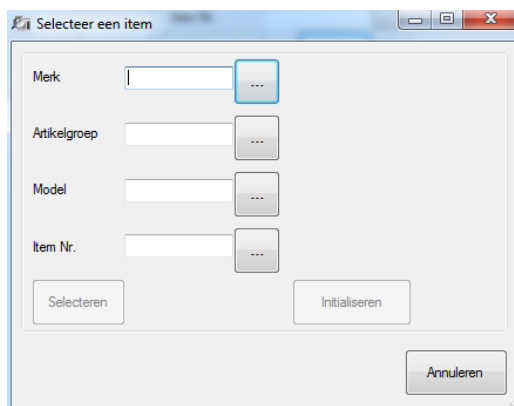 Selecteer een item
Merk
---
Artikelgroep
---
Model
---
Item Nr.
---
Selecteren Initialiseren
Annuleren